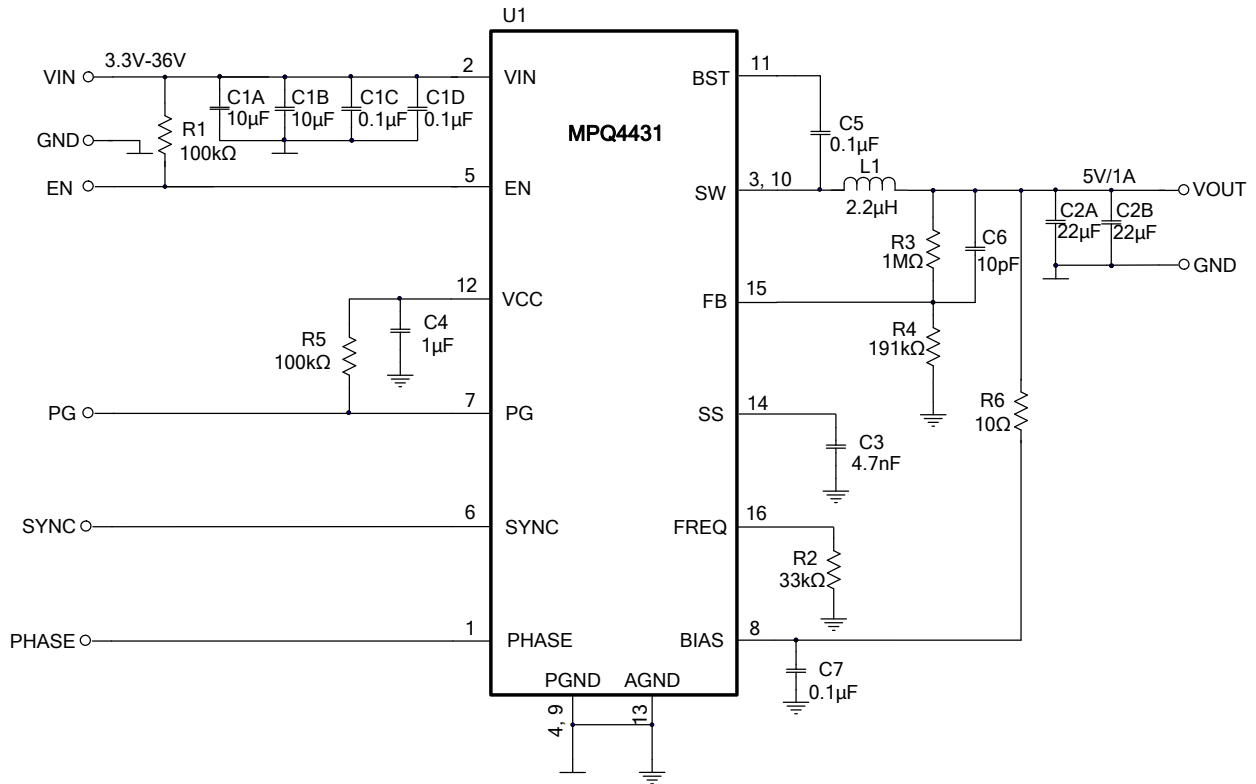 U1
3.3V-36V
VIN
2
VIN
C1A
10µF
C1B
10µF
C1C
0.1µF
C1D
0.1µF
R1
100kΩ
GND
EN
5
EN
12
VCC
C4
1µF
R5
100kΩ
PG
7
PG
SYNC
6
SYNC
PHASE
1
PHASE
MPQ4431
PGND
AGND
4, 9
13
BST
11
C5
0.1µF
SW
3, 10
L1
2.2µH
5V/1A
VOUT
C2A
22µF
C2B
22µF
GND
R3
1MΩ
C6
10pF
FB
15
R4
191kΩ
R6
10Ω
SS
14
C3
4.7nF
FREQ
16
R2
33kΩ
BIAS
8
C7
0.1µF